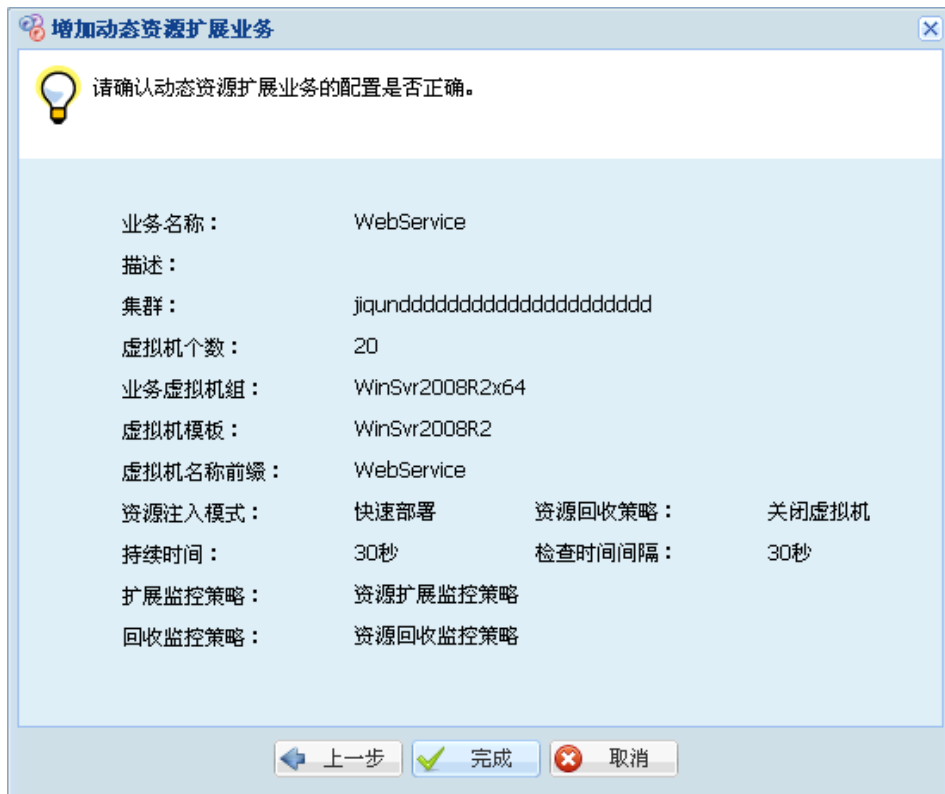 增加动态资源扩展业务
请确认动态资源扩展业务的配置是否正确。
业务名称： WebService
描述：
集群： jiqunddddddddddddddddddddd
虚拟机个数： 20
业务虚拟机组： WinSvr2008R2x64
虚拟机模板： WinSvr2008R2
虚拟机名称前缀： WebService
资源注入模式： 快速部署 资源回收策略： 关闭虚拟机
持续时间： 30秒 检查时间间隔： 30秒
扩展监控策略： 资源扩展监控策略
回收监控策略： 资源回收监控策略
上一步 完成 取消